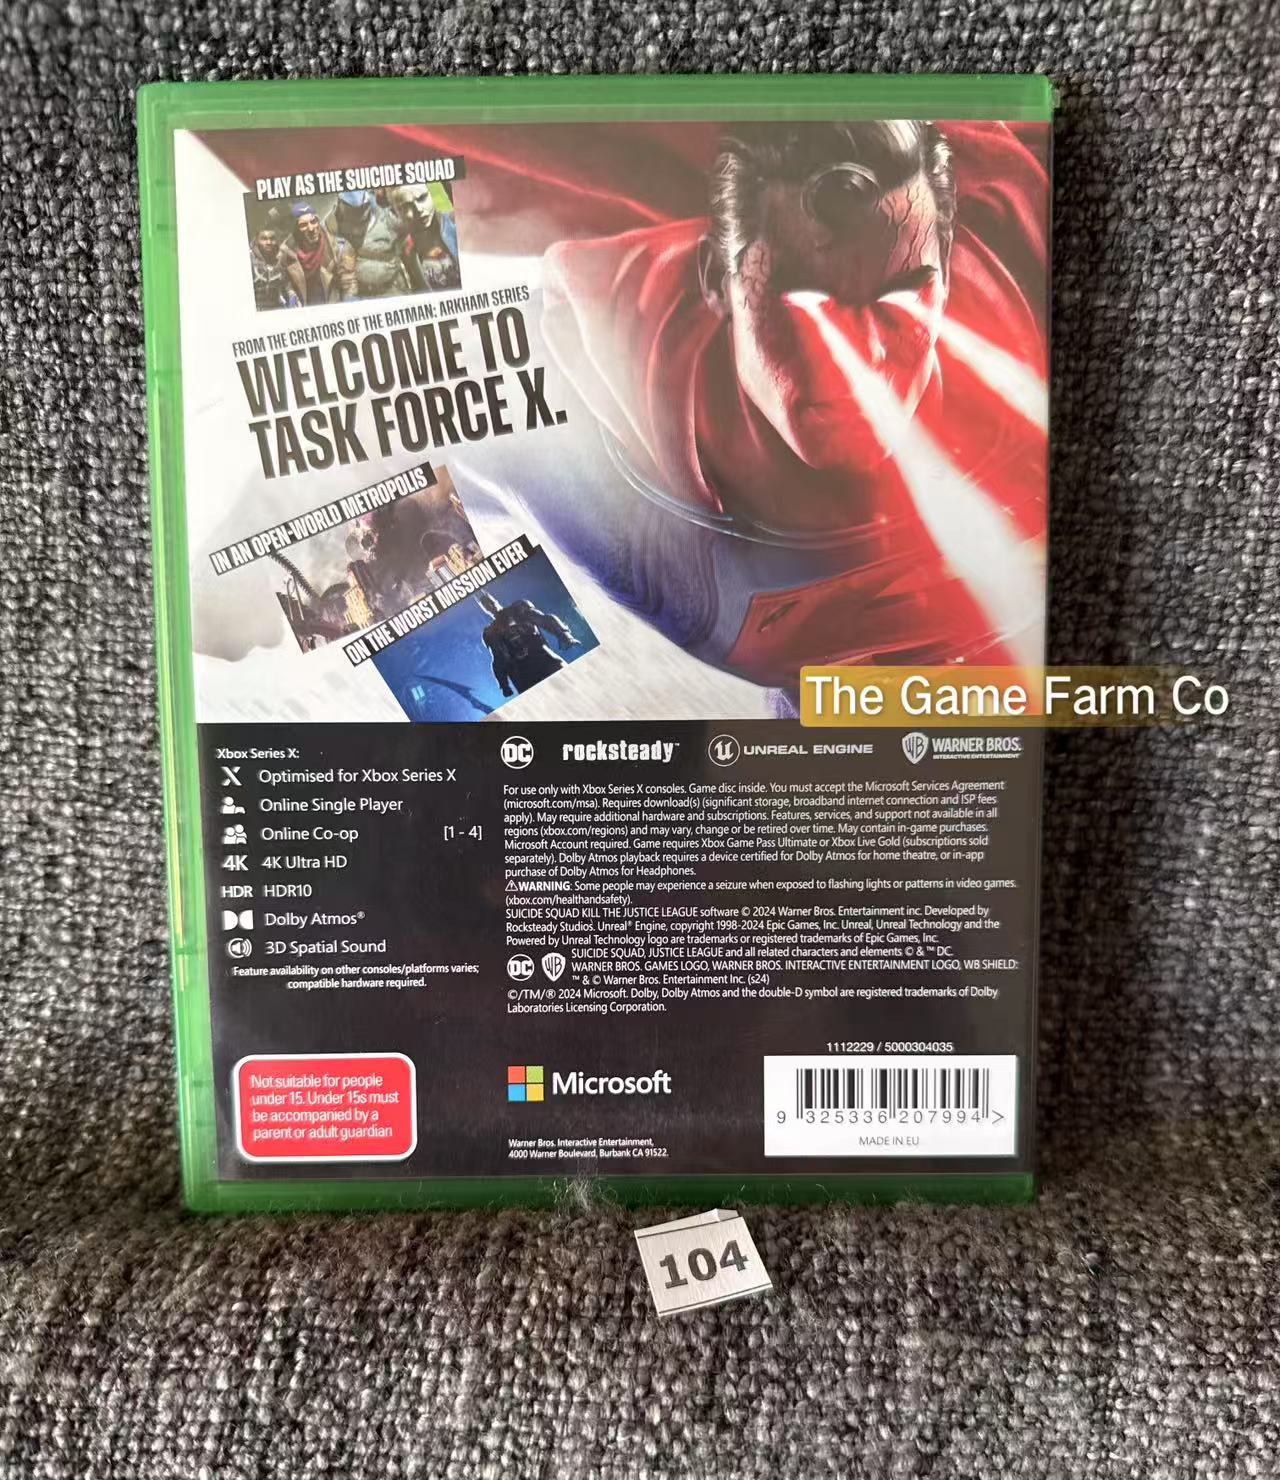 PLAY AS THE SUICIDE SQUAD
FROM THE CREATORS OF THE BATMAN: ARKHAM SERIES
WELCOME TO
TASK FORCE X.
IN AN OPEN-WORLD METROPOLIS
ON THE WORST MISSION EVER
The Game Farm Co
Xbox Series X:
X Optimised for Xbox Series X
Online Single Player
Online Co-op [1 - 4]
4K 4K Ultra HD
HDR HDR10
Dolby Atmos®
3D Spatial Sound
Feature availability on other consoles/platforms varies;
compatible hardware required.
DC rocksteady™ UNREAL ENGINE WB WARNER BROS.
INTERACTIVE ENTERTAINMENT
For use only with Xbox Series X consoles. Game disc inside. You must accept the Microsoft Services Agreement
(microsoft.com/msa). Requires download(s) (significant storage, broadband internet connection and ISP fees
apply). May require additional hardware and subscriptions. Features, services, and support not available in all
regions (xbox.com/regions) and may vary, change or be retired over time. May contain in-game purchases.
Microsoft Account required. Game requires Xbox Game Pass Ultimate or Xbox Live Gold (subscriptions sold
separately). Dolby Atmos playback requires a device certified for Dolby Atmos for home theatre, or in-app
purchase of Dolby Atmos for Headphones.
⚠WARNING: Some people may experience a seizure when exposed to flashing lights or patterns in video games.
(xbox.com/healthandsafety).
SUICIDE SQUAD KILL THE JUSTICE LEAGUE software © 2024 Warner Bros. Entertainment inc. Developed by
Rocksteady Studios. Unreal® Engine, copyright 1998-2024 Epic Games, Inc. Unreal, Unreal Technology and the
Powered by Unreal Technology logo are trademarks or registered trademarks of Epic Games, Inc.
DC WB SUICIDE SQUAD, JUSTICE LEAGUE and all related characters and elements © & ™ DC.
WARNER BROS. GAMES LOGO, WARNER BROS. INTERACTIVE ENTERTAINMENT LOGO, WB SHIELD:
™ & © Warner Bros. Entertainment Inc. (s24)
©/TM/® 2024 Microsoft. Dolby, Dolby Atmos and the double-D symbol are registered trademarks of Dolby
Laboratories Licensing Corporation.
1112229 / 5000304035
Not suitable for people
under 15. Under 15s must
be accompanied by a
parent or adult guardian
Microsoft
Warner Bros. Interactive Entertainment,
4000 Warner Boulevard, Burbank CA 91522.
9 325336 207994 >
MADE IN EU
104